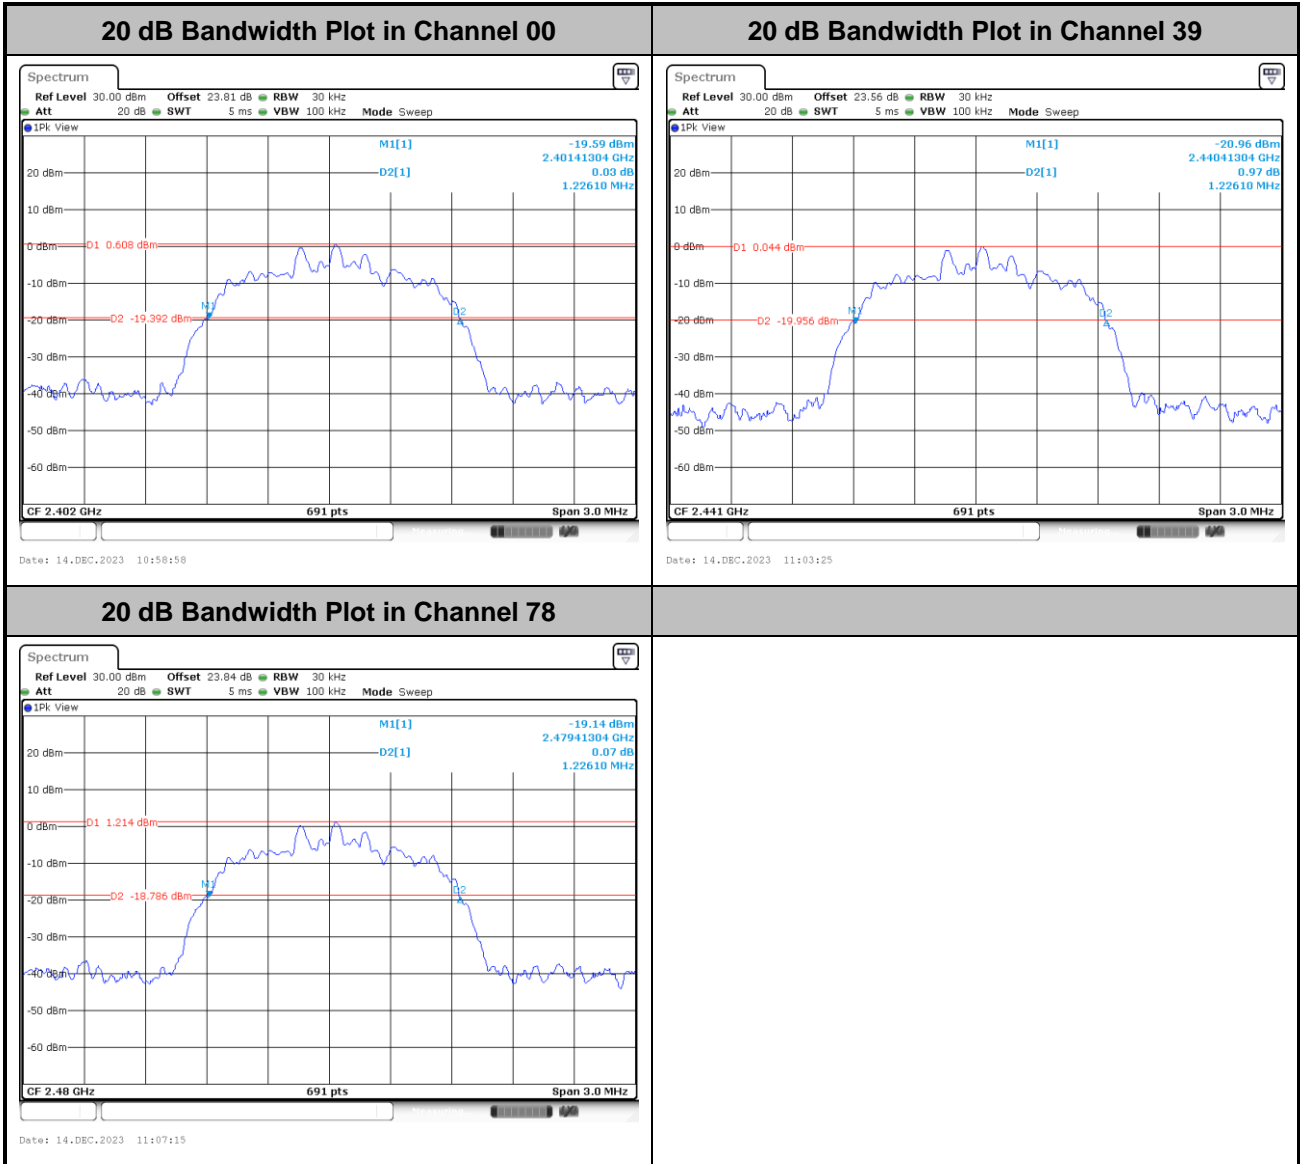 20 dB Bandwidth Plot in Channel 00
20 dB Bandwidth Plot in Channel 39
Spectrum
Ref Level 30.00 dBm Offset 23.81 dB RBW 30 kHz
Att 20 dB SWT 5 ms VBW 100 kHz Mode Sweep
1Pk View
M1[1] -19.59 dBm
2.40141304 GHz
D2[1] 0.03 dB
1.22610 MHz
20 dBm
10 dBm
0 dBm
D1 0.608 dBm
-10 dBm
M1
D2
D2 -19.392 dBm
-20 dBm
-30 dBm
-40 dBm
-50 dBm
-60 dBm
CF 2.402 GHz 691 pts Span 3.0 MHz
Date: 14.DEC.2023 10:58:58
Spectrum
Ref Level 30.00 dBm Offset 23.56 dB RBW 30 kHz
Att 20 dB SWT 5 ms VBW 100 kHz Mode Sweep
1Pk View
M1[1] -20.96 dBm
2.44041304 GHz
D2[1] 0.97 dB
1.22610 MHz
20 dBm
10 dBm
0 dBm
D1 0.044 dBm
-10 dBm
M1
D2
D2 -19.956 dBm
-20 dBm
-30 dBm
-40 dBm
-50 dBm
-60 dBm
CF 2.441 GHz 691 pts Span 3.0 MHz
Date: 14.DEC.2023 11:03:25
20 dB Bandwidth Plot in Channel 78
Spectrum
Ref Level 30.00 dBm Offset 23.84 dB RBW 30 kHz
Att 20 dB SWT 5 ms VBW 100 kHz Mode Sweep
1Pk View
M1[1] -19.14 dBm
2.47941304 GHz
D2[1] 0.07 dB
1.22610 MHz
20 dBm
10 dBm
0 dBm
D1 1.214 dBm
-10 dBm
M1
D2
D2 -18.786 dBm
-20 dBm
-30 dBm
-40 dBm
-50 dBm
-60 dBm
CF 2.48 GHz 691 pts Span 3.0 MHz
Date: 14.DEC.2023 11:07:15